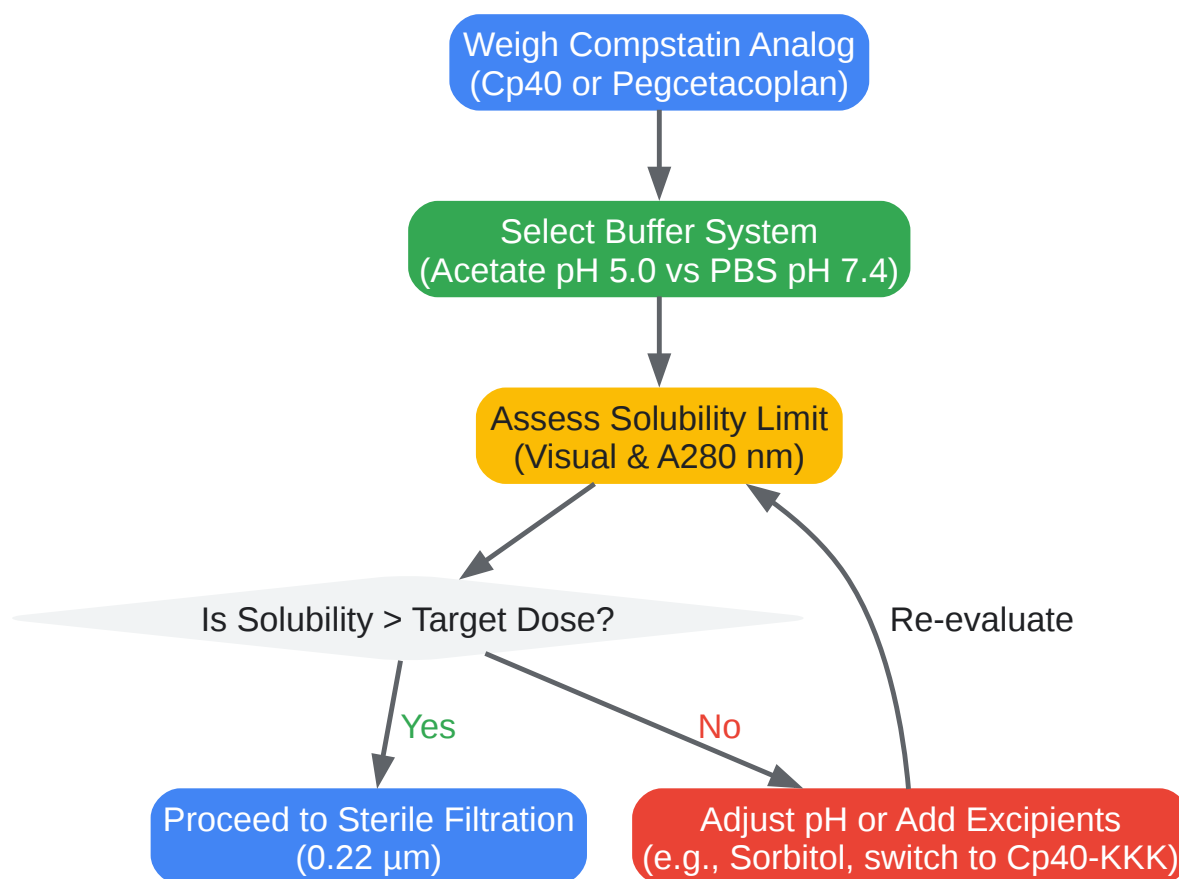 Weigh Compstatin Analog
(Cp40 or Pegcetacoplan)
Select Buffer System
(Acetate pH 5.0 vs PBS pH 7.4)
Assess Solubility Limit
(Visual & A280 nm)
Is Solubility > Target Dose?
Re-evaluate
Yes
No
Proceed to Sterile Filtration
(0.22 µm)
Adjust pH or Add Excipients
(e.g., Sorbitol, switch to Cp40-KKK)